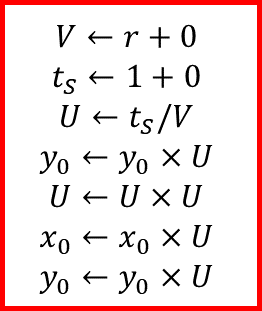 V ← r + 0
t_S ← 1 + 0
U ← t_S/V
y_0 ← y_0 × U
U ← U × U
x_0 ← x_0 × U
y_0 ← y_0 × U